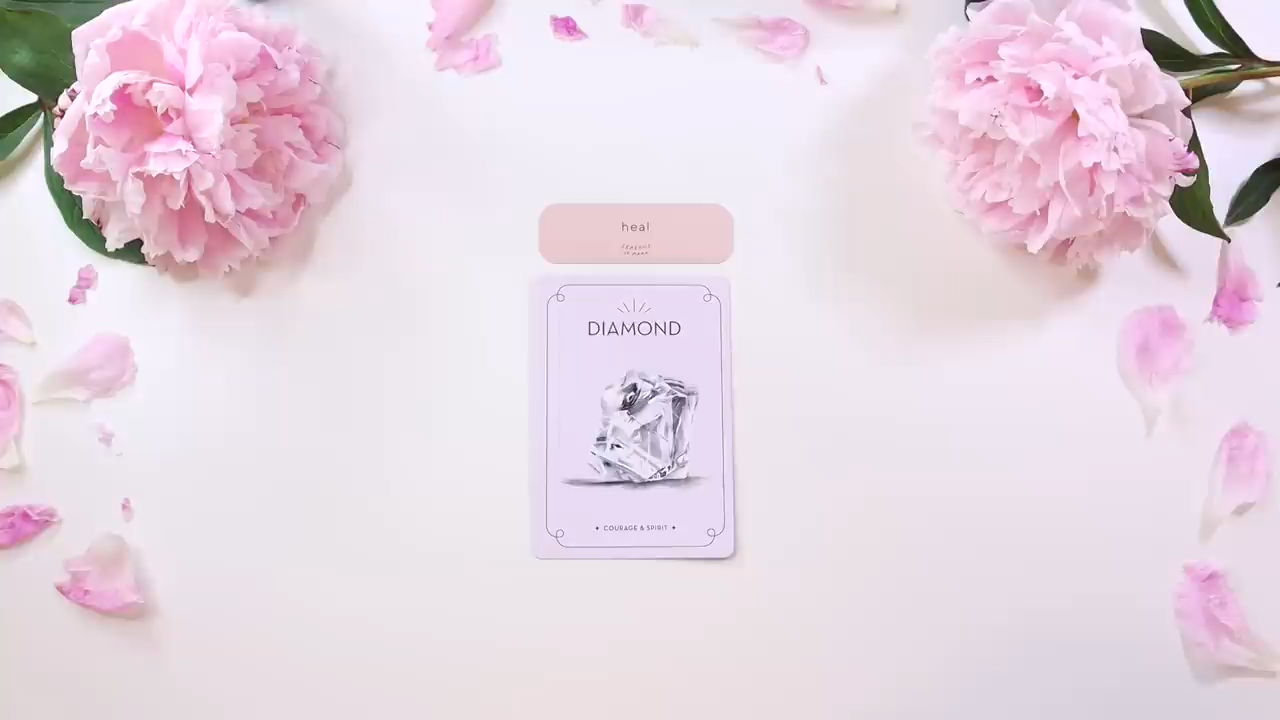 heal
DIAMOND
✦ COURAGE & SPIRIT ✦